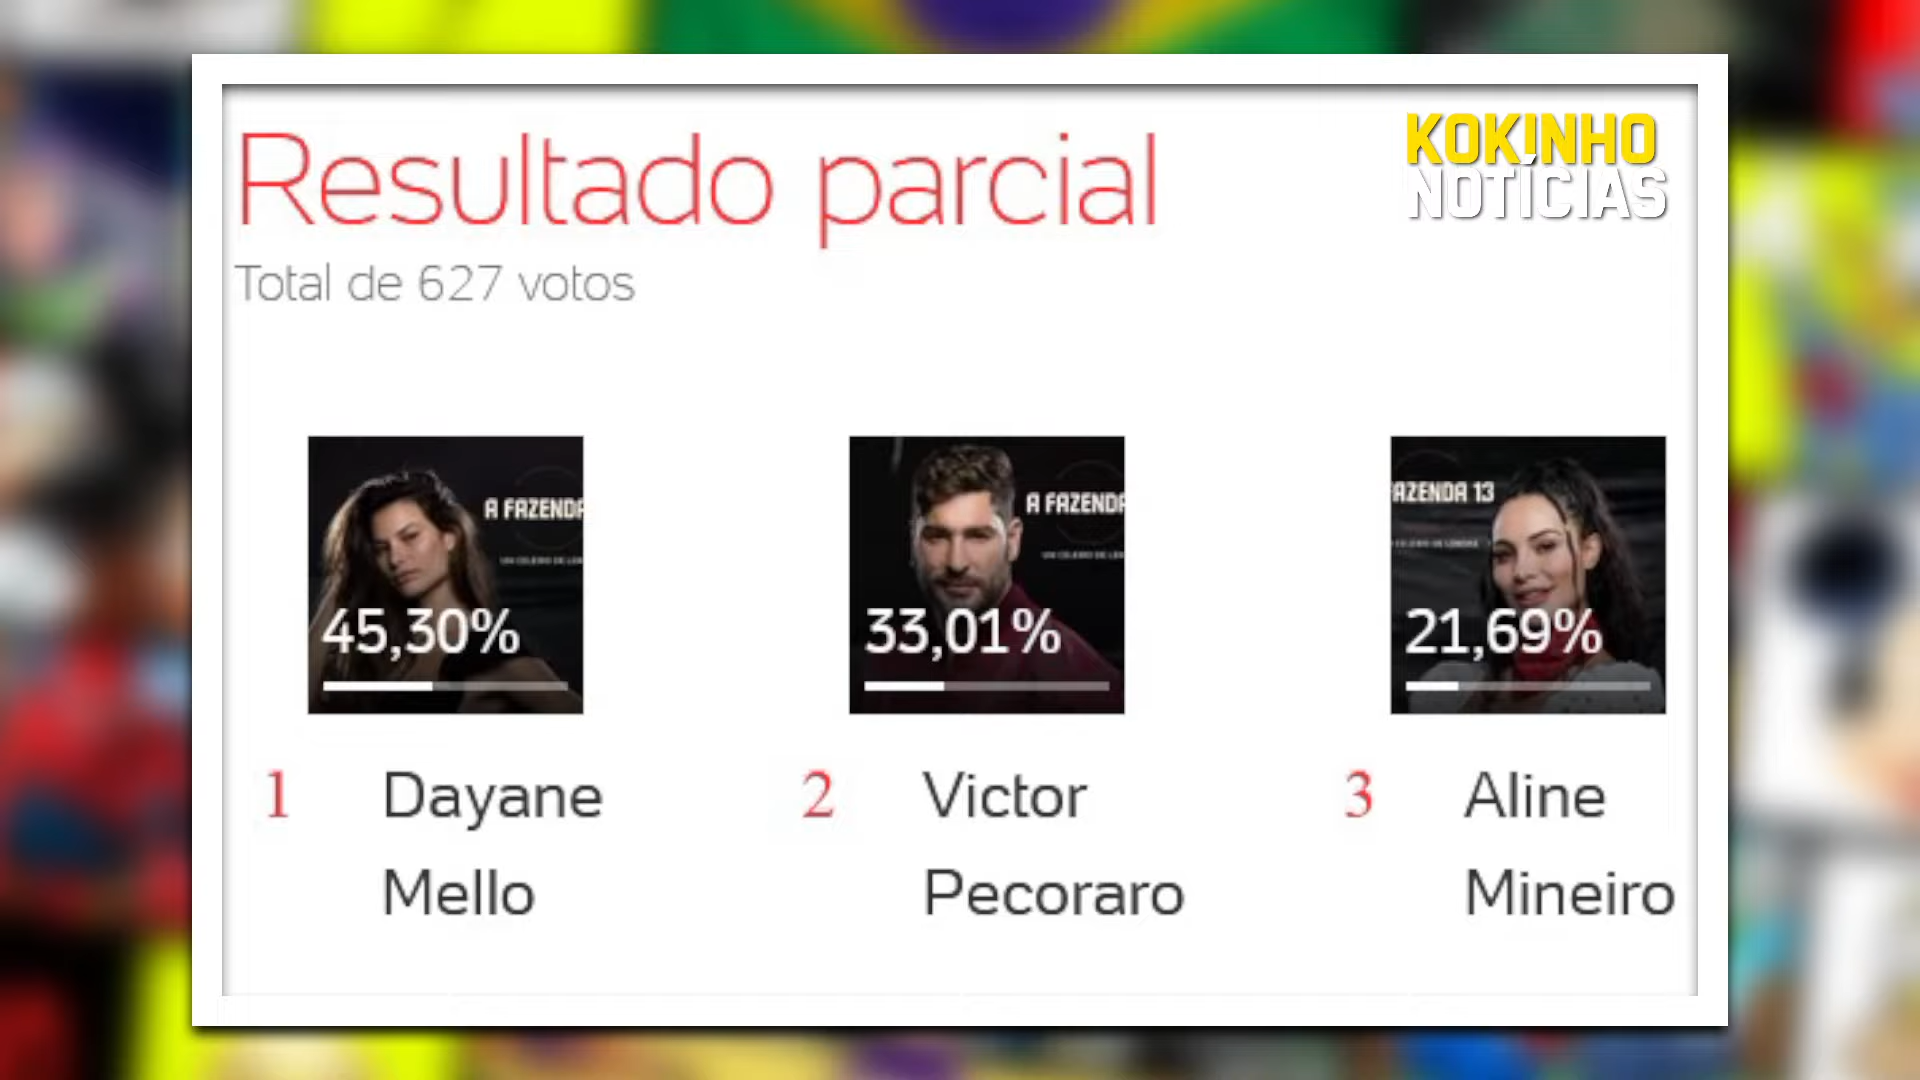 KOKINHO
NOTÍCIAS
Resultado parcial
Total de 627 votos
A FAZENDA
45,30%
A FAZENDA
33,01%
AZENDA 13
21,69%
1 Dayane
Mello
2 Victor
Pecoraro
3 Aline
Mineiro